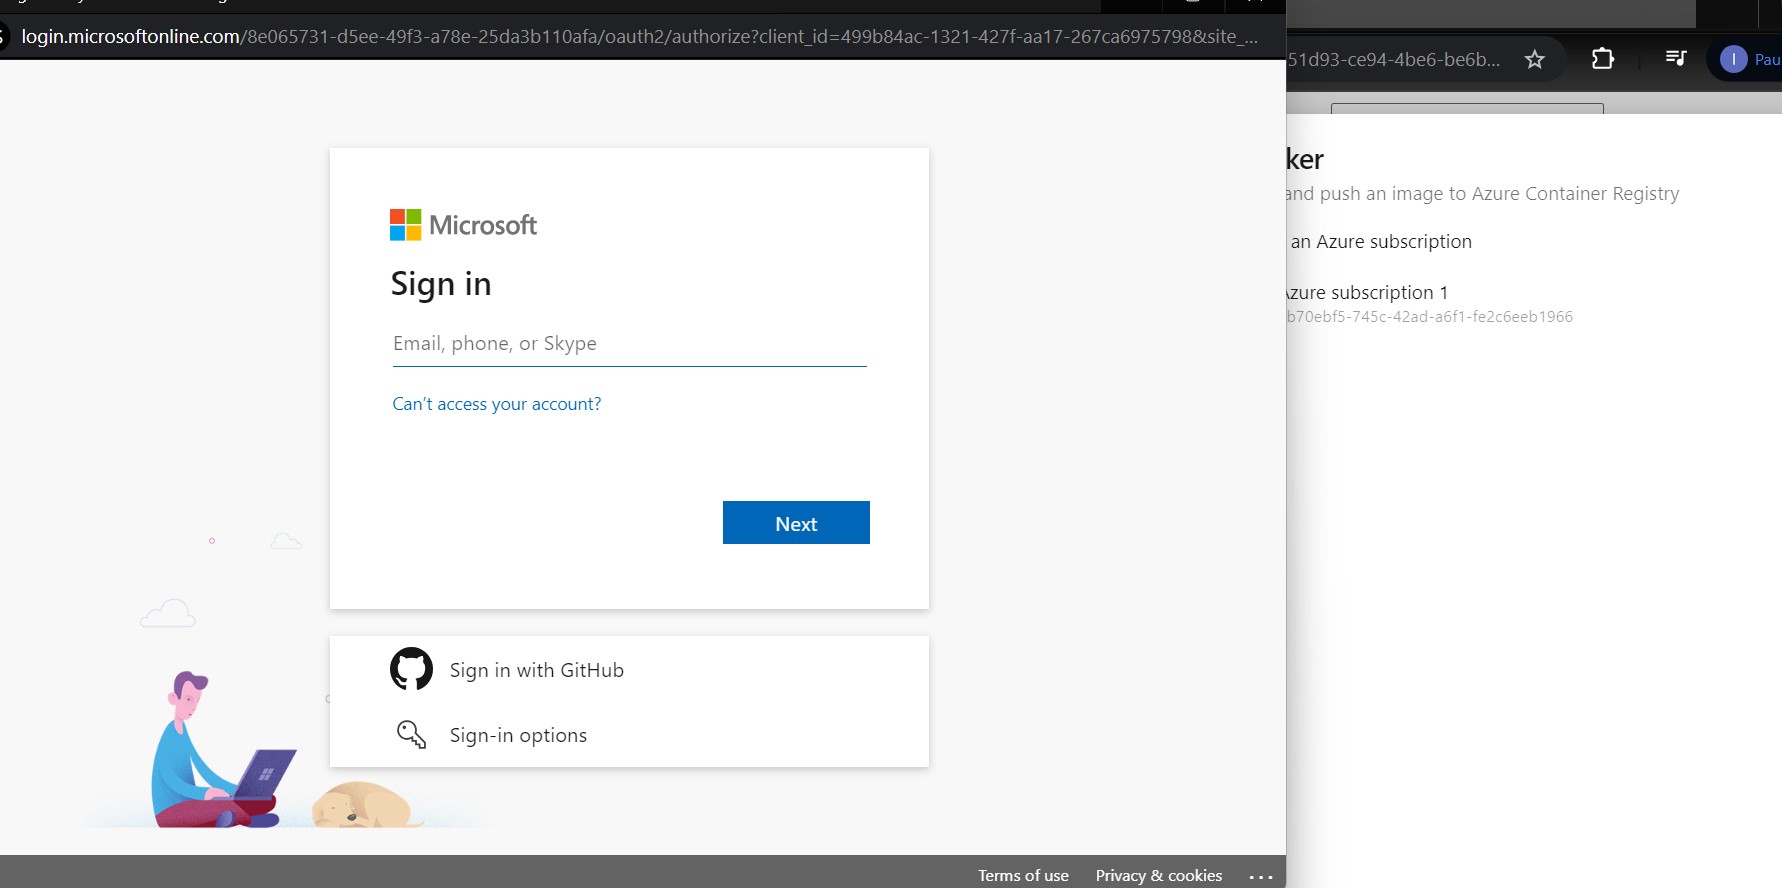 login.microsoftonline.com/8e065731-d5ee-49f3-a78e-25da3b110afa/oauth2/authorize?client_id=499b84ac-1321-427f-aa17-267ca6975798&site_...
51d93-ce94-4be6-be6b...
I Pau
Microsoft
Sign in
Email, phone, or Skype
Can't access your account?
Next
Sign in with GitHub
Sign-in options
Terms of use Privacy & cookies ...
ker
and push an image to Azure Container Registry
an Azure subscription
Azure subscription 1
b70ebf5-745c-42ad-a6f1-fe2c6eeb1966